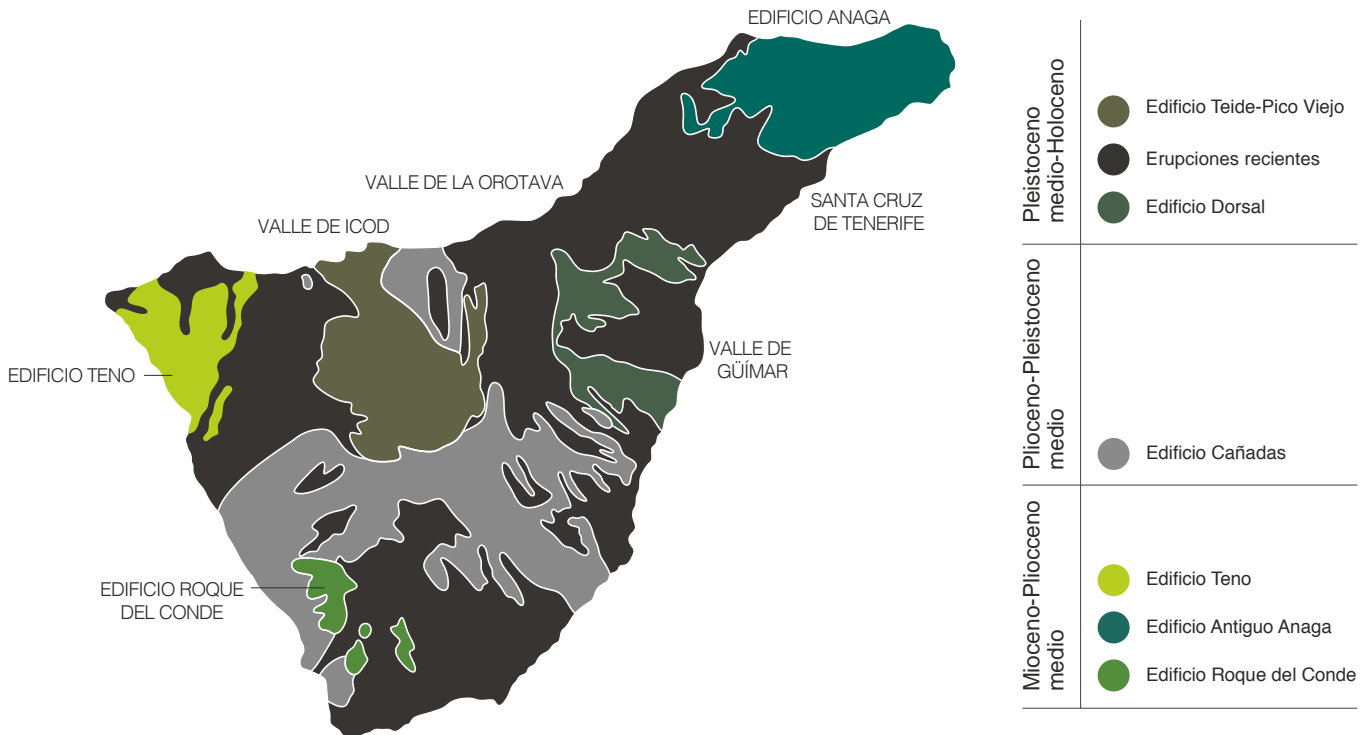 EDIFICIO ANAGA
VALLE DE LA OROTAVA
SANTA CRUZ
DE TENERIFE
VALLE DE ICOD
VALLE DE
GÜÍMAR
EDIFICIO TENO
EDIFICIO ROQUE
DEL CONDE
Pleistoceno
medio-Holoceno
Edificio Teide-Pico Viejo
Erupciones recientes
Edificio Dorsal
Plioceno-Pleistoceno
medio
Edificio Cañadas
Mioceno-Pliocceno
medio
Edificio Teno
Edificio Antiguo Anaga
Edificio Roque del Conde